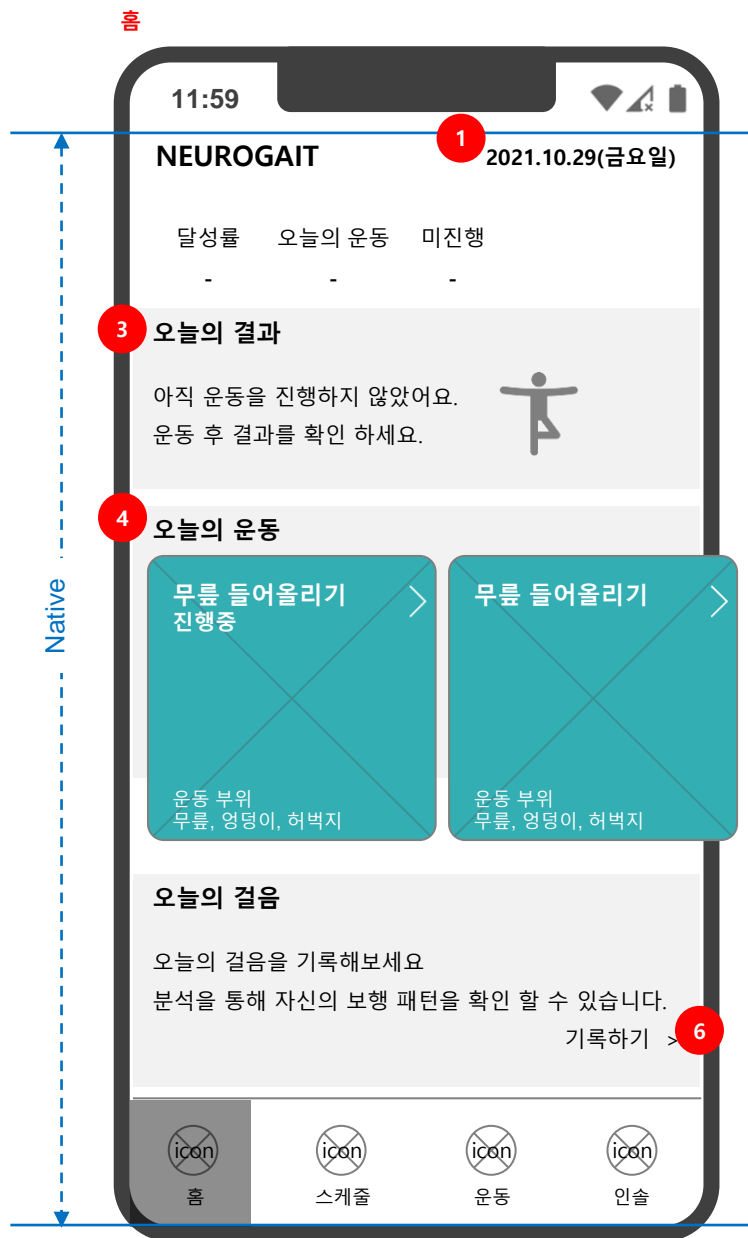 홈
11:59
1
NEUROGAIT
2021.10.29(금요일)
달성률 오늘의 운동 미진행
- - -
3
오늘의 결과
아직 운동을 진행하지 않았어요.
운동 후 결과를 확인 하세요.
4
오늘의 운동
무릎 들어올리기
진행중
운동 부위
무릎, 엉덩이, 허벅지
무릎 들어올리기
운동 부위
무릎, 엉덩이, 허벅지
Native
오늘의 걸음
오늘의 걸음을 기록해보세요
분석을 통해 자신의 보행 패턴을 확인 할 수 있습니다.
기록하기 >
6
icon icon icon icon
홈 스케줄 운동 인솔